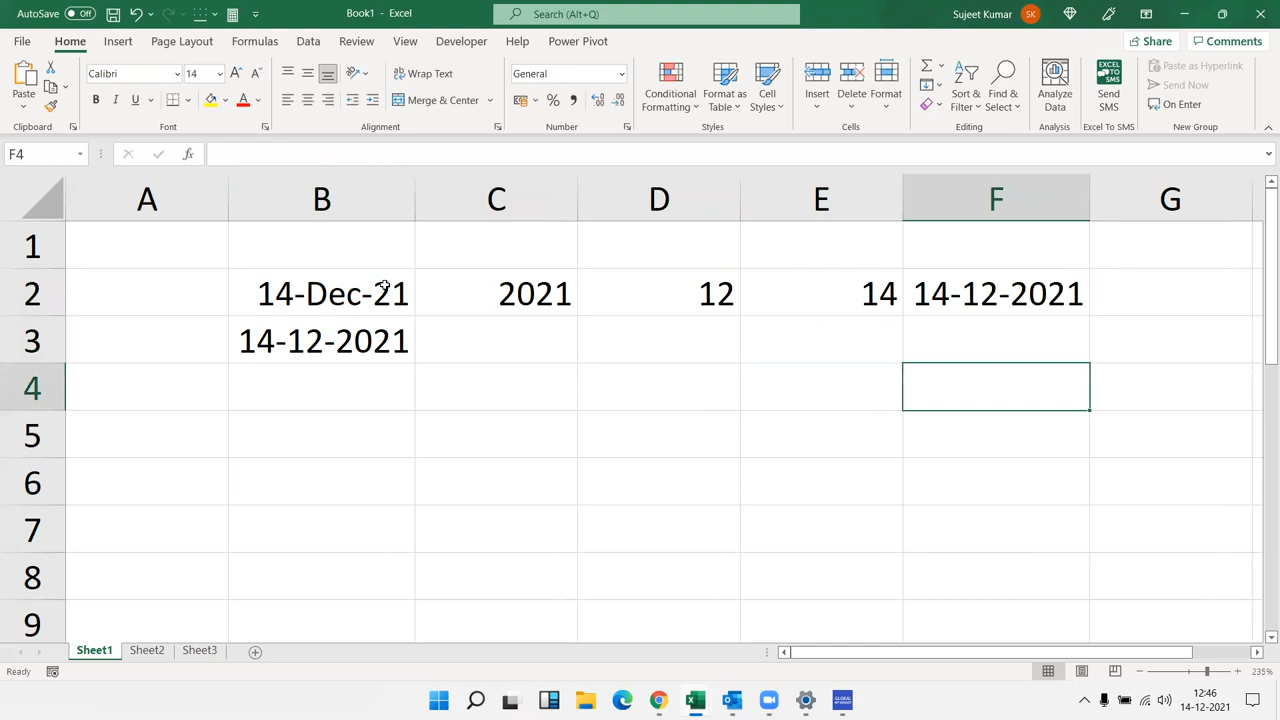 AutoSave Off Book1 - Excel Search (Alt+Q) Sujeet Kumar SK
File Home Insert Page Layout Formulas Data Review View Developer Help Power Pivot Share Comments
Paste Calibri 14 Wrap Text General Conditional Formatting Format as Table Cell Styles Insert Delete Format Sort & Filter Find & Select Analyze Data Send SMS Paste as Hyperlink
B I U Merge & Center Send Now
On Enter
Clipboard Font Alignment Number Styles Cells Editing Analysis Excel To SMS New Group
F4 fx
A B C D E F G
1
2 14-Dec-21 2021 12 14 14-12-2021
3 14-12-2021
4
5
6
7
8
9
Sheet1 Sheet2 Sheet3
Ready 235%
12:46
14-12-2021